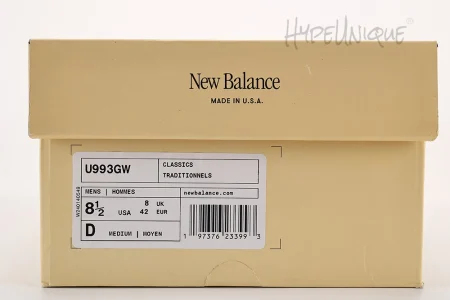 HYPEUNIQUE®
New Balance
MADE IN U.S.A.
U993GW
CLASSICS
TRADITIONNELS
MENS | HOMMES
newbalance.com
8½ USA
8 UK
42 EUR
D MEDIUM | MOYEN
1 97376 23399 3